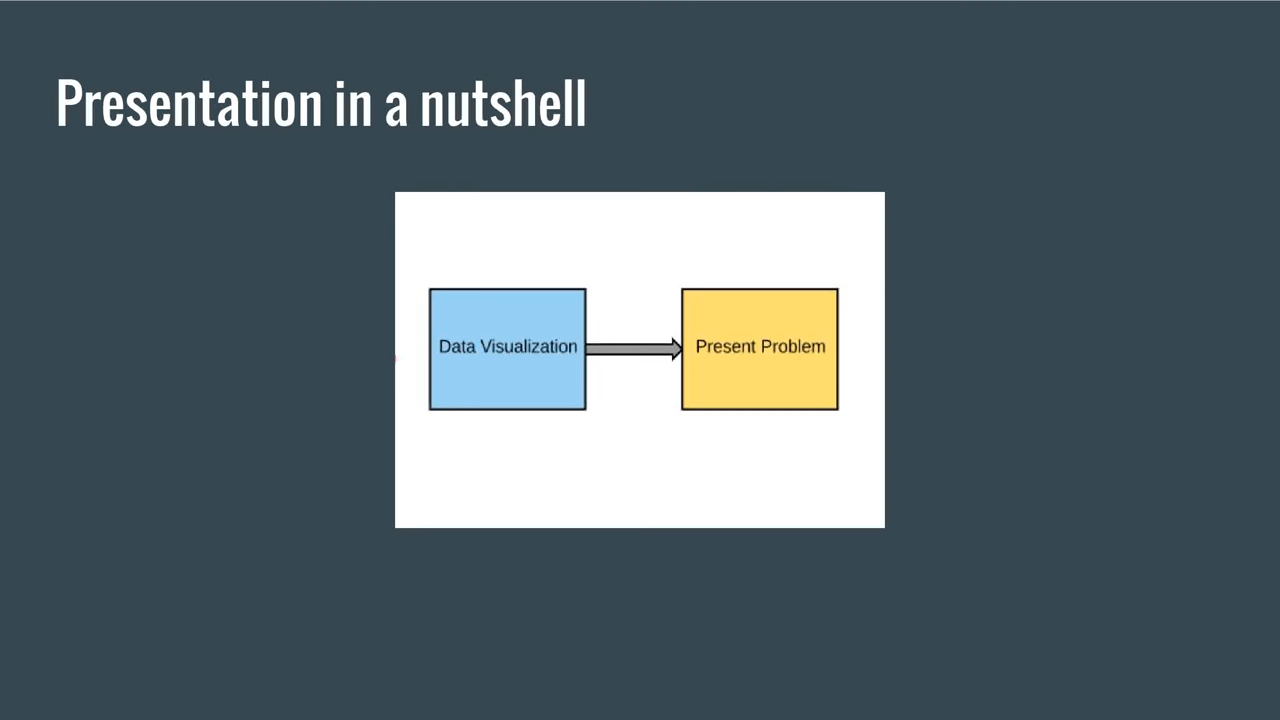 Presentation in a nutshell
Data Visualization
Present Problem